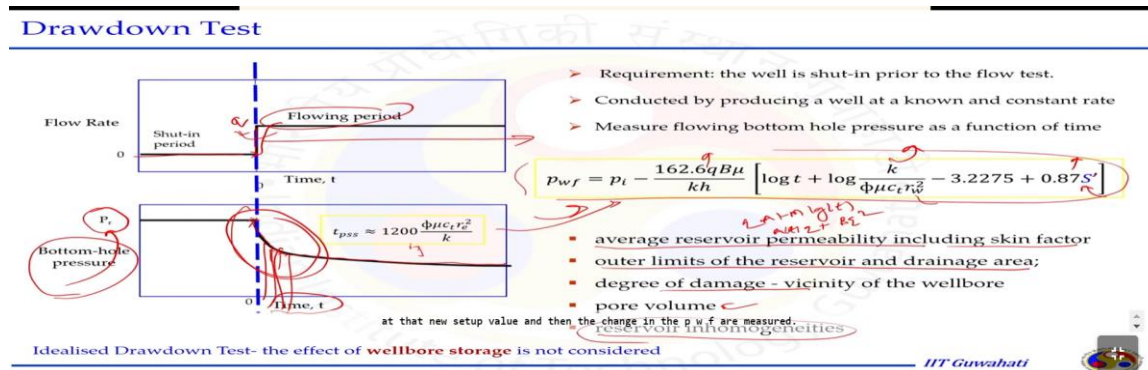 Drawdown Test
Flow Rate
Shut-in
period
0
Flowing period
0
Time, t
Pᵢ
Bottom-hole
pressure
t_pss ≈ 1200 ϕμc_t r_e² / k
0
Time, t
➤ Requirement: the well is shut-in prior to the flow test.
➤ Conducted by producing a well at a known and constant rate
➤ Measure flowing bottom hole pressure as a function of time
p_wf = p_i − 162.6qBμ / kh [log t + log k / ϕμc_t r_w² − 3.2275 + 0.87S′]
▪ average reservoir permeability including skin factor
▪ outer limits of the reservoir and drainage area;
▪ degree of damage - vicinity of the wellbore
▪ pore volume
▪ reservoir inhomogeneities
at that new setup value and then the change in the p w f are measured.
Idealised Drawdown Test- the effect of wellbore storage is not considered
IIT Guwahati